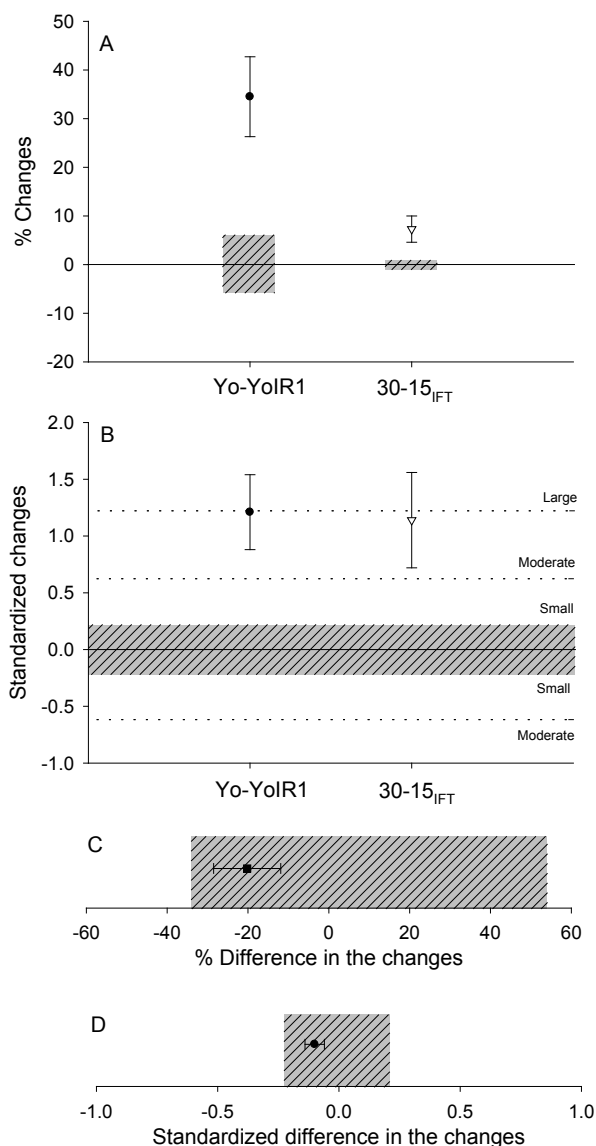 A
50
40
30
20
10
0
-10
-20
% Changes
Yo-YoIR1 30-15IFT
B
2.0
1.5
1.0
0.5
0.0
-0.5
-1.0
Standardized changes
Large
Moderate
Small
Small
Moderate
Yo-YoIR1 30-15IFT
C
-60 -40 -20 0 20 40 60
% Difference in the changes
D
-1.0 -0.5 0.0 0.5 1.0
Standardized difference in the changes